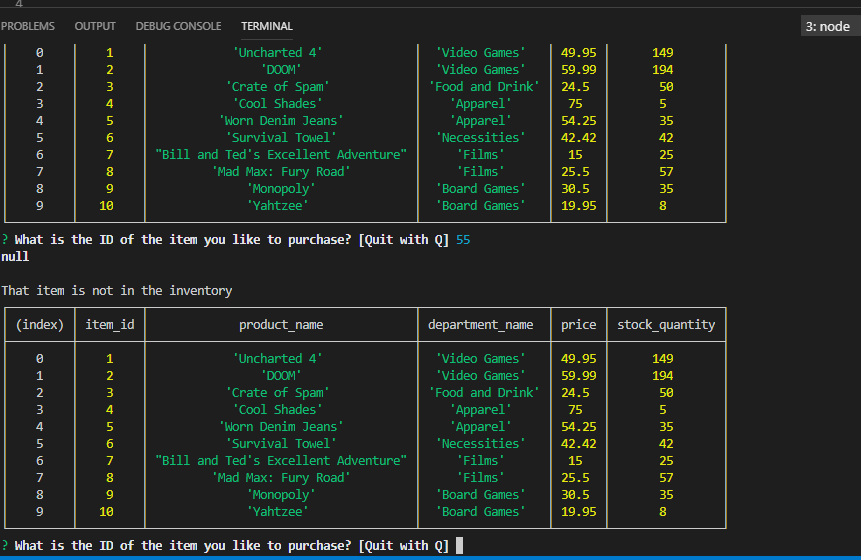 4
PROBLEMS OUTPUT DEBUG CONSOLE TERMINAL 3: node
0 1 'Uncharted 4' 'Video Games' 49.95 149
1 2 'DOOM' 'Video Games' 59.99 194
2 3 'Crate of Spam' 'Food and Drink' 24.5 50
3 4 'Cool Shades' 'Apparel' 75 5
4 5 'Worn Denim Jeans' 'Apparel' 54.25 35
5 6 'Survival Towel' 'Necessities' 42.42 42
6 7 "Bill and Ted's Excellent Adventure" 'Films' 15 25
7 8 'Mad Max: Fury Road' 'Films' 25.5 57
8 9 'Monopoly' 'Board Games' 30.5 35
9 10 'Yahtzee' 'Board Games' 19.95 8
? What is the ID of the item you like to purchase? [Quit with Q] 55
null
That item is not in the inventory
(index) item_id product_name department_name price stock_quantity
0 1 'Uncharted 4' 'Video Games' 49.95 149
1 2 'DOOM' 'Video Games' 59.99 194
2 3 'Crate of Spam' 'Food and Drink' 24.5 50
3 4 'Cool Shades' 'Apparel' 75 5
4 5 'Worn Denim Jeans' 'Apparel' 54.25 35
5 6 'Survival Towel' 'Necessities' 42.42 42
6 7 "Bill and Ted's Excellent Adventure" 'Films' 15 25
7 8 'Mad Max: Fury Road' 'Films' 25.5 57
8 9 'Monopoly' 'Board Games' 30.5 35
9 10 'Yahtzee' 'Board Games' 19.95 8
? What is the ID of the item you like to purchase? [Quit with Q]